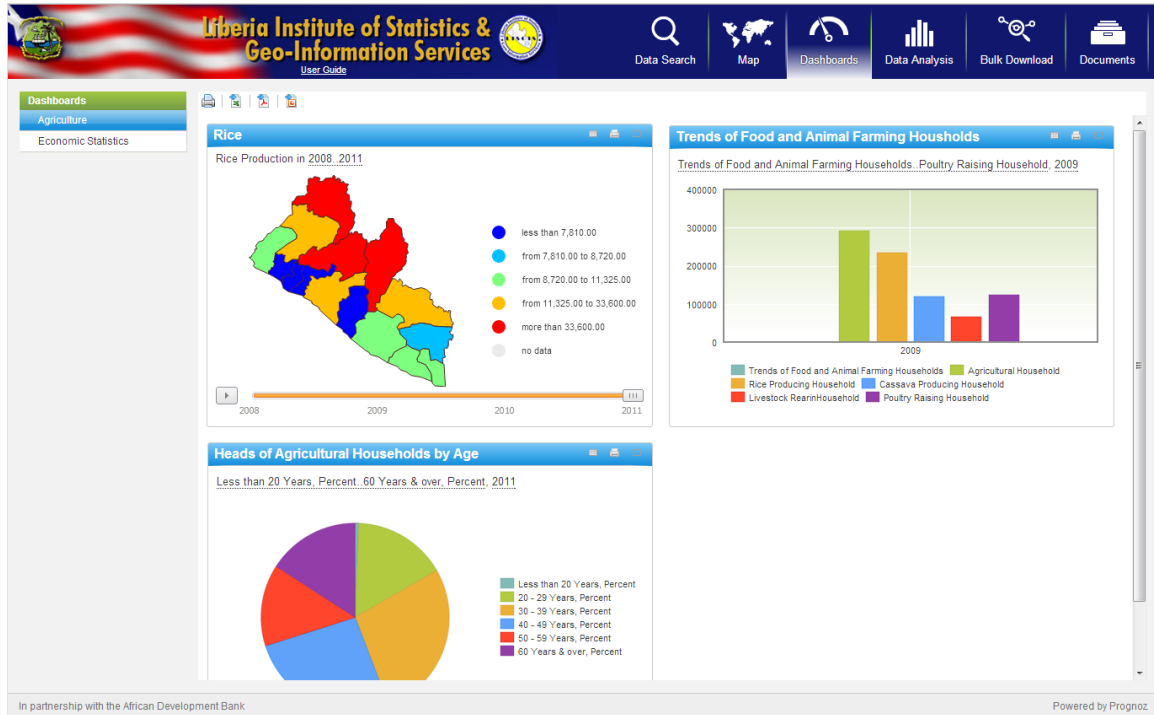 Liberia Institute of Statistics &
Geo-Information Services
User Guide
Data Search
Map
Dashboards
Data Analysis
Bulk Download
Documents
Dashboards
Agriculture
Economic Statistics
Rice
Rice Production in 2008..2011
less than 7,810.00
from 7,810.00 to 8,720.00
from 8,720.00 to 11,325.00
from 11,325.00 to 33,600.00
more than 33,600.00
no data
2008 2009 2010 2011
Trends of Food and Animal Farming Housholds
Trends of Food and Animal Farming Households..Poultry Raising Household, 2009
400000
300000
200000
100000
0
2009
Trends of Food and Animal Farming Households Agricultural Household
Rice Producing Household Cassava Producing Household
Livestock RearinHousehold Poultry Raising Household
Heads of Agricultural Households by Age
Less than 20 Years, Percent..60 Years & over, Percent, 2011
Less than 20 Years, Percent
20 - 29 Years, Percent
30 - 39 Years, Percent
40 - 49 Years, Percent
50 - 59 Years, Percent
60 Years & over, Percent
In partnership with the African Development Bank
Powered by Prognoz